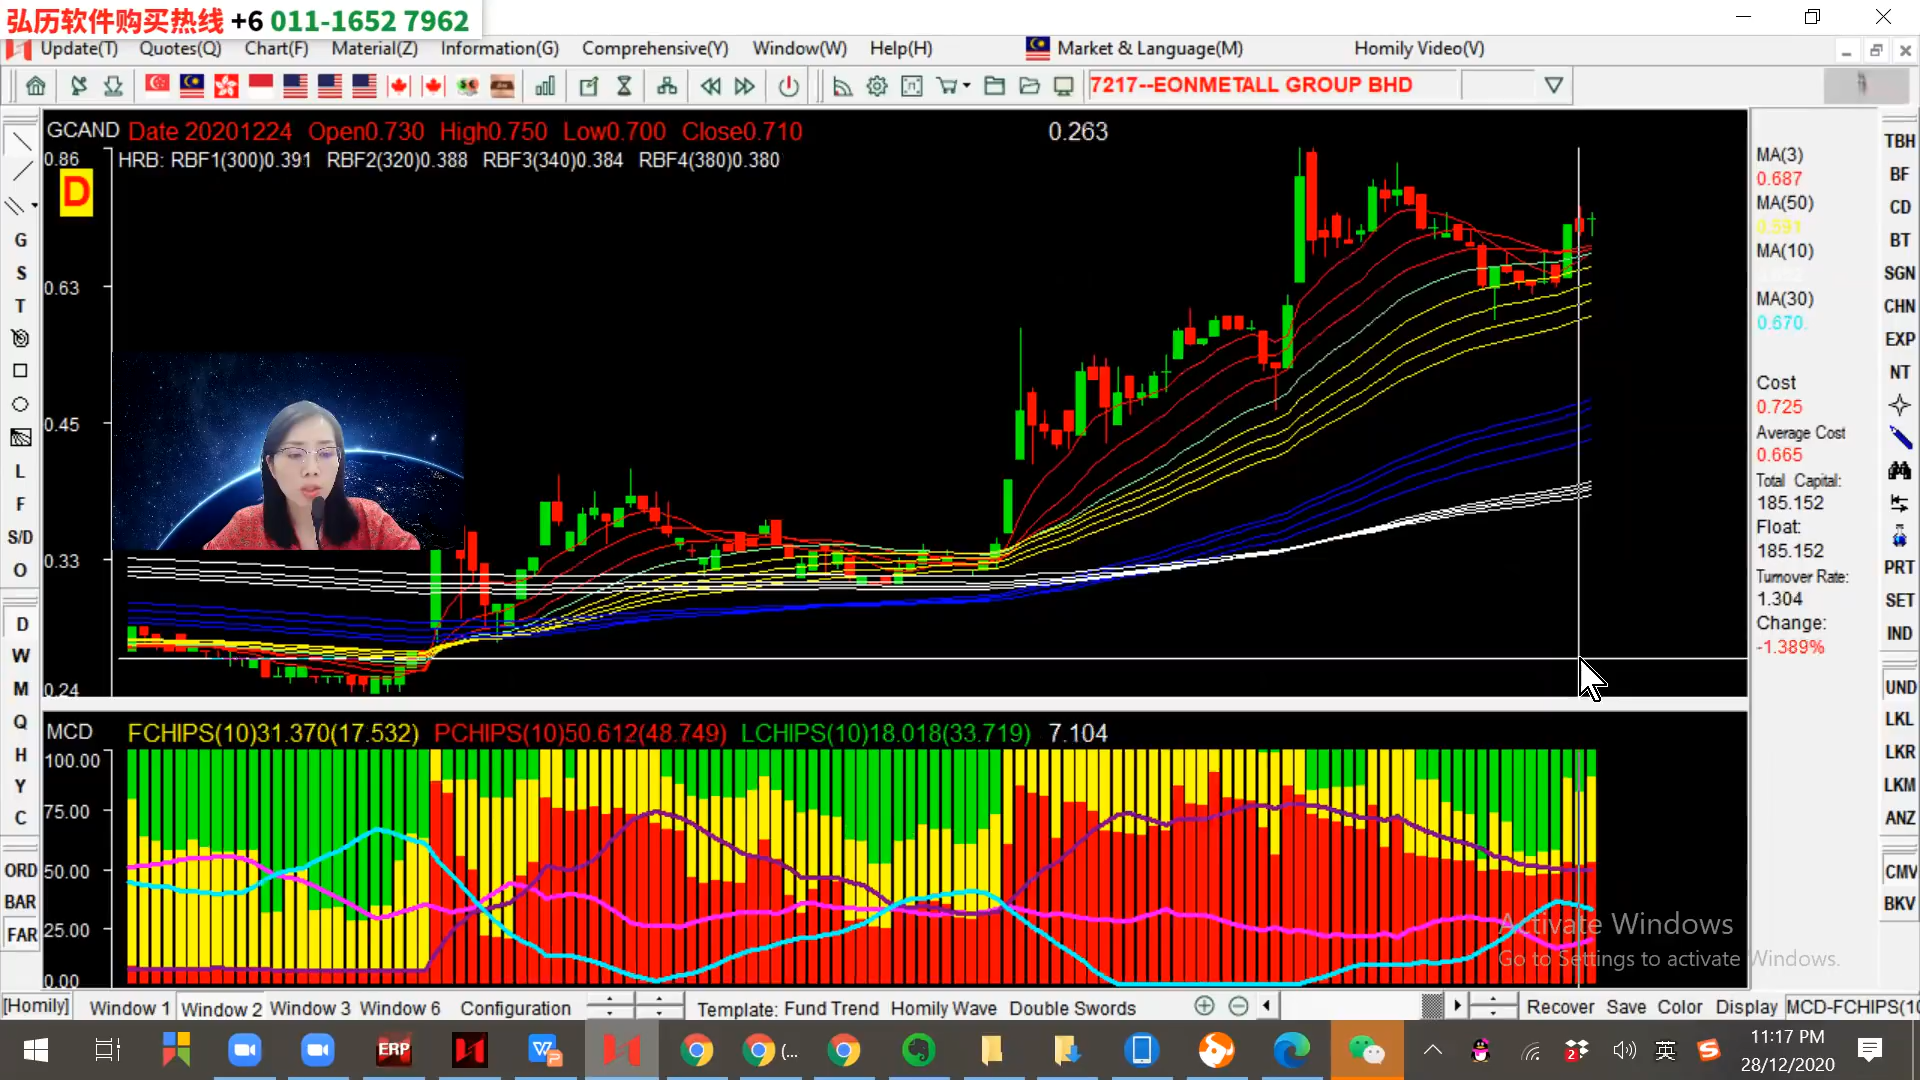 弘历软件购买热线 +6 011-1652 7962
Update(T) Quotes(Q) Chart(F) Material(Z) Information(G) Comprehensive(Y) Window(W) Help(H) Market & Language(M) Homily Video(V)
7217--EONMETALL GROUP BHD
GCAND Date 20201224 Open0.730 High0.750 Low0.700 Close0.710 0.263
HRB: RBF1(300)0.391 RBF2(320)0.388 RBF3(340)0.384 RBF4(380)0.380
0.86
D
0.63
0.45
0.33
0.24
MA(3)
0.687
MA(50)
0.591
MA(10)
MA(30)
0.670.
Cost
0.725
Average Cost
0.665
Total Capital:
185.152
Float:
185.152
Turnover Rate:
1.304
Change:
-1.389%
G
S
T
L
F
S/D
O
D
W
M
Q
H
Y
C
ORD
BAR
FAR
TBH
BF
CD
BT
SGN
CHN
EXP
NT
PRT
SET
IND
UND
LKL
LKR
LKM
ANZ
CMV
BKV
MCD FCHIPS(10)31.370(17.532) PCHIPS(10)50.612(48.749) LCHIPS(10)18.018(33.719) 7.104
100.00
75.00
50.00
25.00
0.00
Activate Windows
Go to Settings to activate Windows.
[Homily] Window 1 Window 2 Window 3 Window 6 Configuration Template: Fund Trend Homily Wave Double Swords Recover Save Color Display MCD-FCHIPS(10
ERP
(...
2
英
11:17 PM
28/12/2020